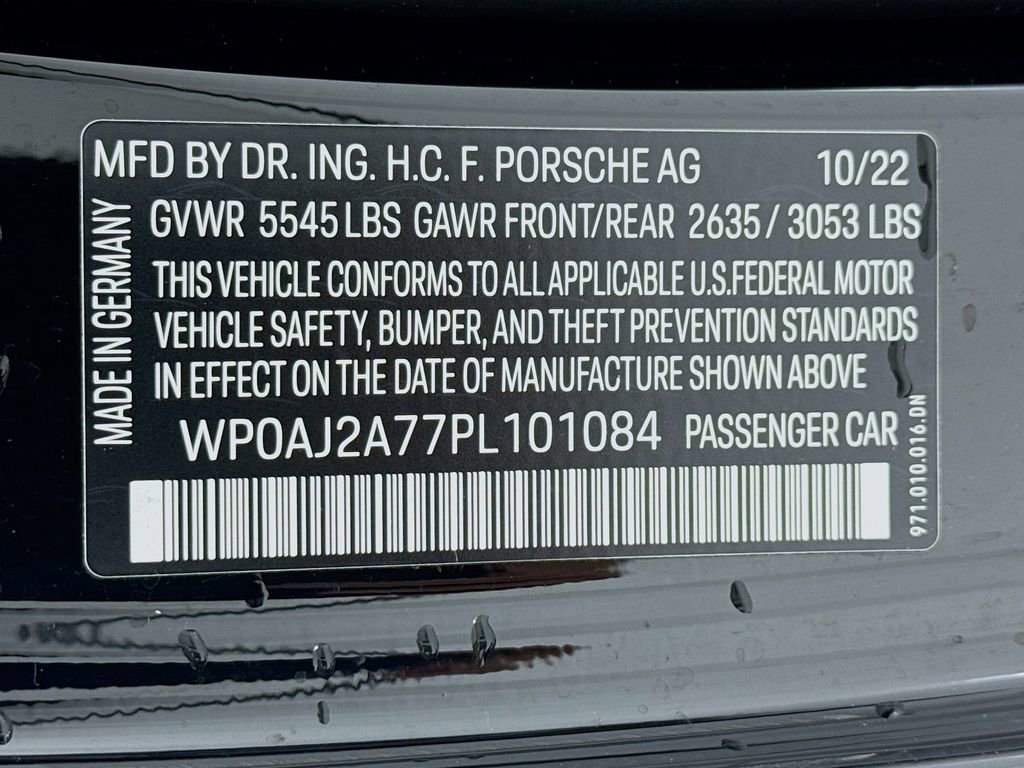 MFD BY DR. ING. H.C. F. PORSCHE AG 10/22
GVWR 5545 LBS GAWR FRONT/REAR 2635 / 3053 LBS
THIS VEHICLE CONFORMS TO ALL APPLICABLE U.S.FEDERAL MOTOR
VEHICLE SAFETY, BUMPER, AND THEFT PREVENTION STANDARDS
IN EFFECT ON THE DATE OF MANUFACTURE SHOWN ABOVE
WP0AJ2A77PL101084 PASSENGER CAR
MADE IN GERMANY
971.010.016.DN